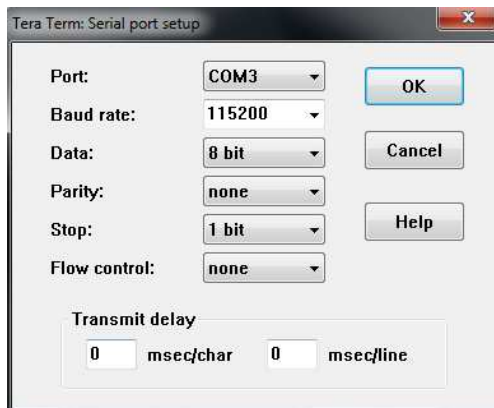 Tera Term: Serial port setup
Port: COM3 OK
Baud rate: 115200
Data: 8 bit Cancel
Parity: none
Stop: 1 bit Help
Flow control: none
Transmit delay
0 msec/char 0 msec/line